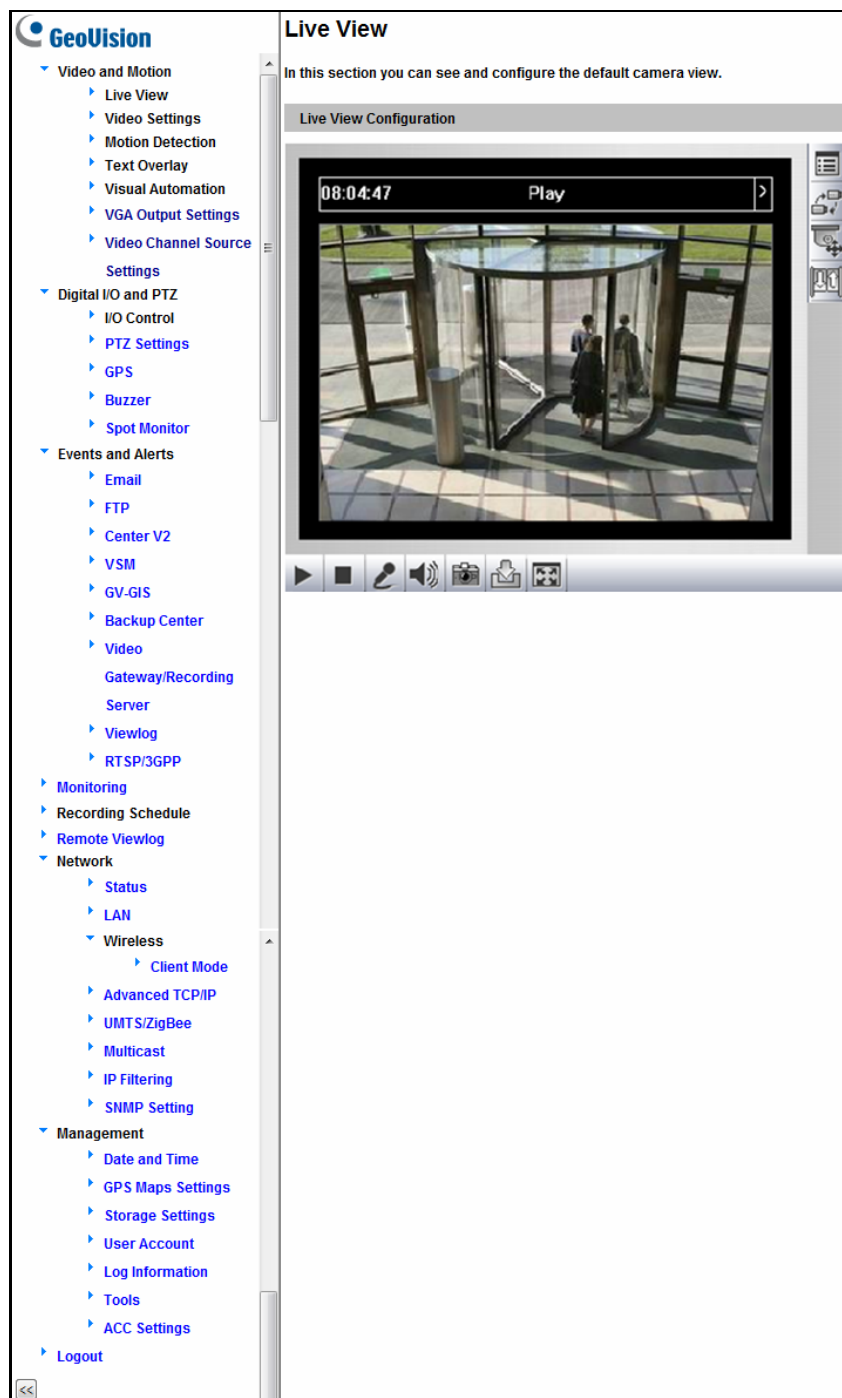 GeoVision
Video and Motion
Live View
Video Settings
Motion Detection
Text Overlay
Visual Automation
VGA Output Settings
Video Channel Source
Settings
Digital I/O and PTZ
I/O Control
PTZ Settings
GPS
Buzzer
Spot Monitor
Events and Alerts
Email
FTP
Center V2
VSM
GV-GIS
Backup Center
Video
Gateway/Recording
Server
Viewlog
RTSP/3GPP
Monitoring
Recording Schedule
Remote Viewlog
Network
Status
LAN
Wireless
Client Mode
Advanced TCP/IP
UMTS/ZigBee
Multicast
IP Filtering
SNMP Setting
Management
Date and Time
GPS Maps Settings
Storage Settings
User Account
Log Information
Tools
ACC Settings
Logout
<<
Live View
In this section you can see and configure the default camera view.
Live View Configuration
08:04:47 Play >